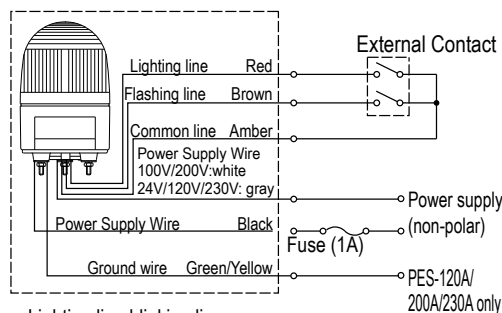 External Contact
Lighting line Red
Flashing line Brown
Common line Amber
Power Supply Wire
100V/200V:white
24V/120V/230V: gray
Power supply
(non-polar)
Power Supply Wire Black
Fuse (1A)
Ground wire Green/Yellow
PES-120A/
200A/230A only